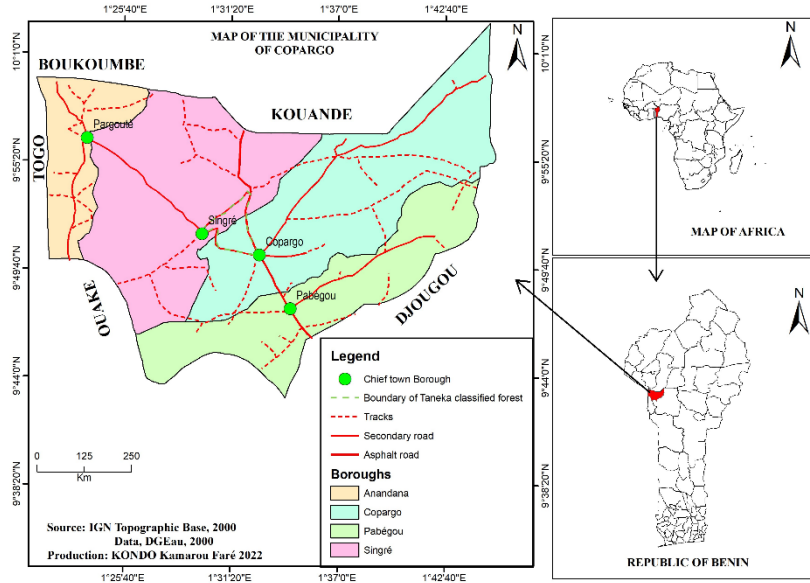 1°25'40"E 1°31'20"E 1°37'0"E 1°42'40"E
MAP OF THE MUNICIPALITY
OF COPARGO
N
BOUKOUMBE
KOUANDE
TOGO
OUAKE
DJOUGOU
Pargouté
Singré
Copargo
Pabégou
10°1'0"N
9°55'20"N
9°49'40"N
9°44'0"N
9°38'20"N
0 125 250
Km
Source: IGN Topographic Base, 2000
Data, DGEau, 2000
Production: KONDO Kamarou Faré 2022
Legend
Chief town Borough
Boundary of Taneka classified forest
Tracks
Secondary road
Asphalt road
Boroughs
Anandana
Copargo
Pabégou
Singré
1°25'40"E 1°31'20"E 1°37'0"E 1°42'40"E
10°1'0"N
9°55'20"N
9°49'40"N
9°44'0"N
9°38'20"N
N
MAP OF AFRICA
N
REPUBLIC OF BENIN